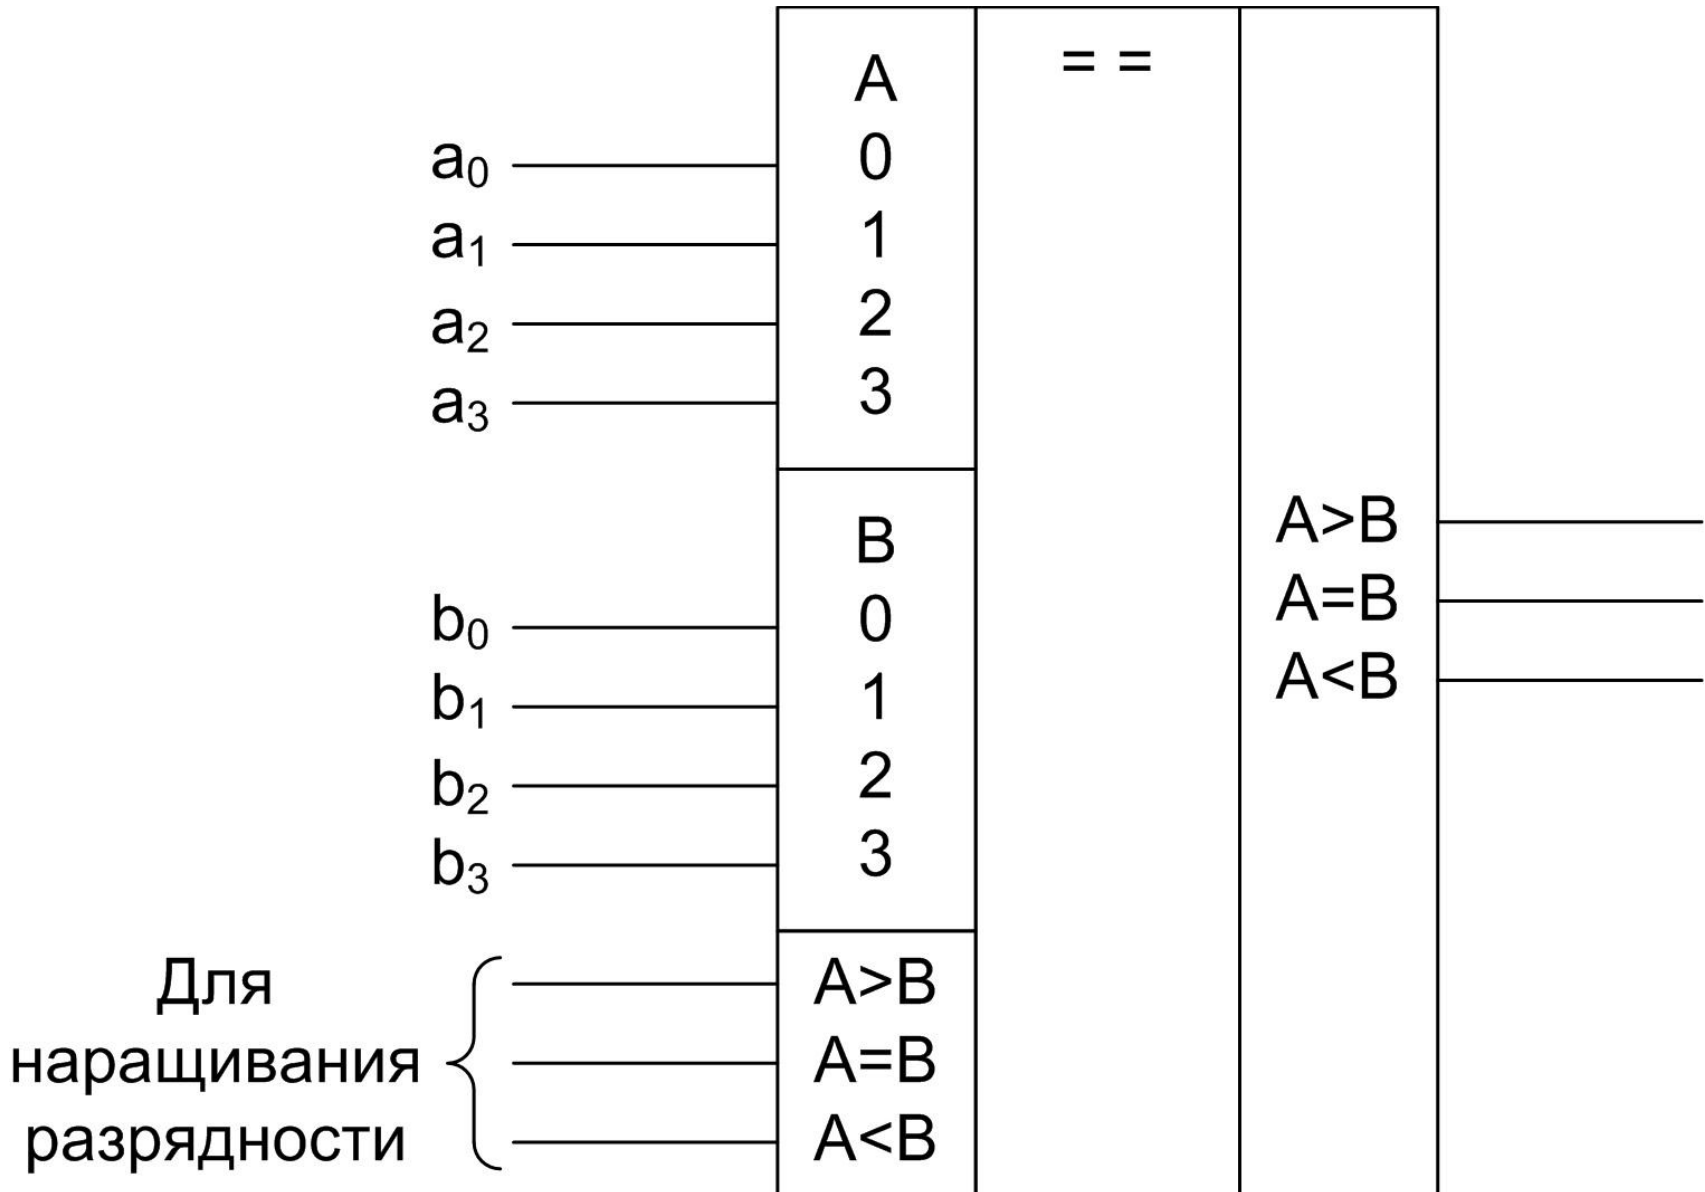 A
= =
a0
0
a1
1
a2
2
a3
3
B
A>B
b0
0
A=B
b1
1
A<B
b2
2
b3
3
Для
наращивания
разрядности
A>B
A=B
A<B